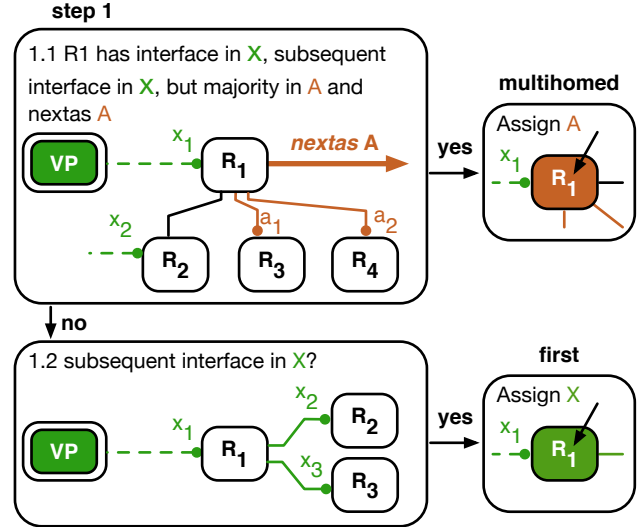 step 1
1.1 R1 has interface in X, subsequent
interface in X, but majority in A and
nextas A
VP
x1
R1
nextas A
x2
a1
a2
R2
R3
R4
yes
multihomed
Assign A
x1
R1
no
1.2 subsequent interface in X?
VP
x1
R1
x2
R2
x3
R3
yes
first
Assign X
x1
R1